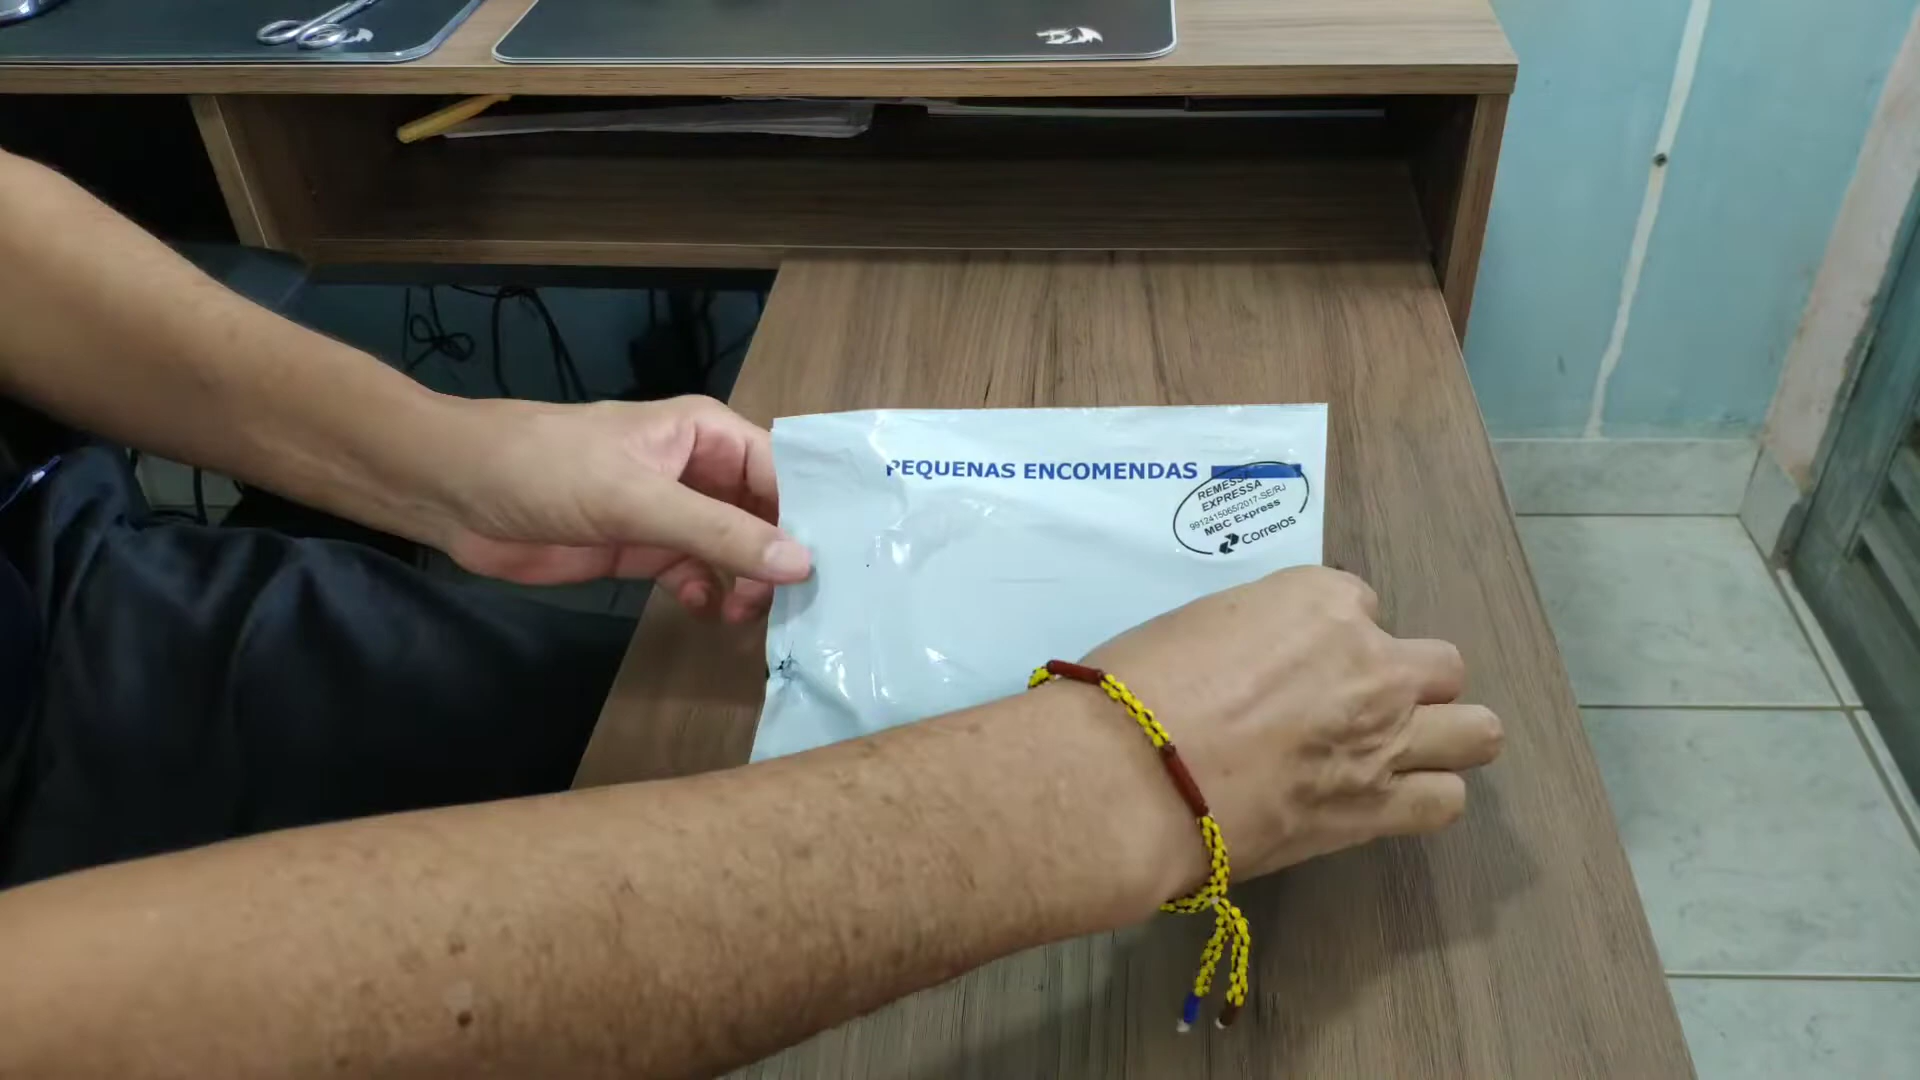 PEQUENAS ENCOMENDAS
REMESSA
EXPRESSA
9912415065/2017-SE/RJ
MBC Express
Correios